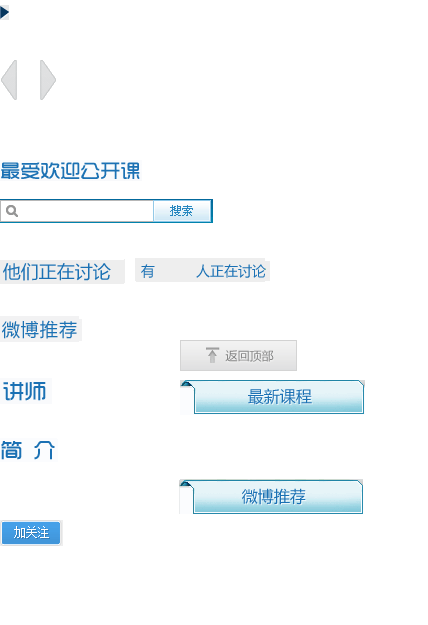 最受欢迎公开课
搜索
他们正在讨论
有 人正在讨论
微博推荐
返回顶部
讲师
最新课程
简 介
微博推荐
加关注